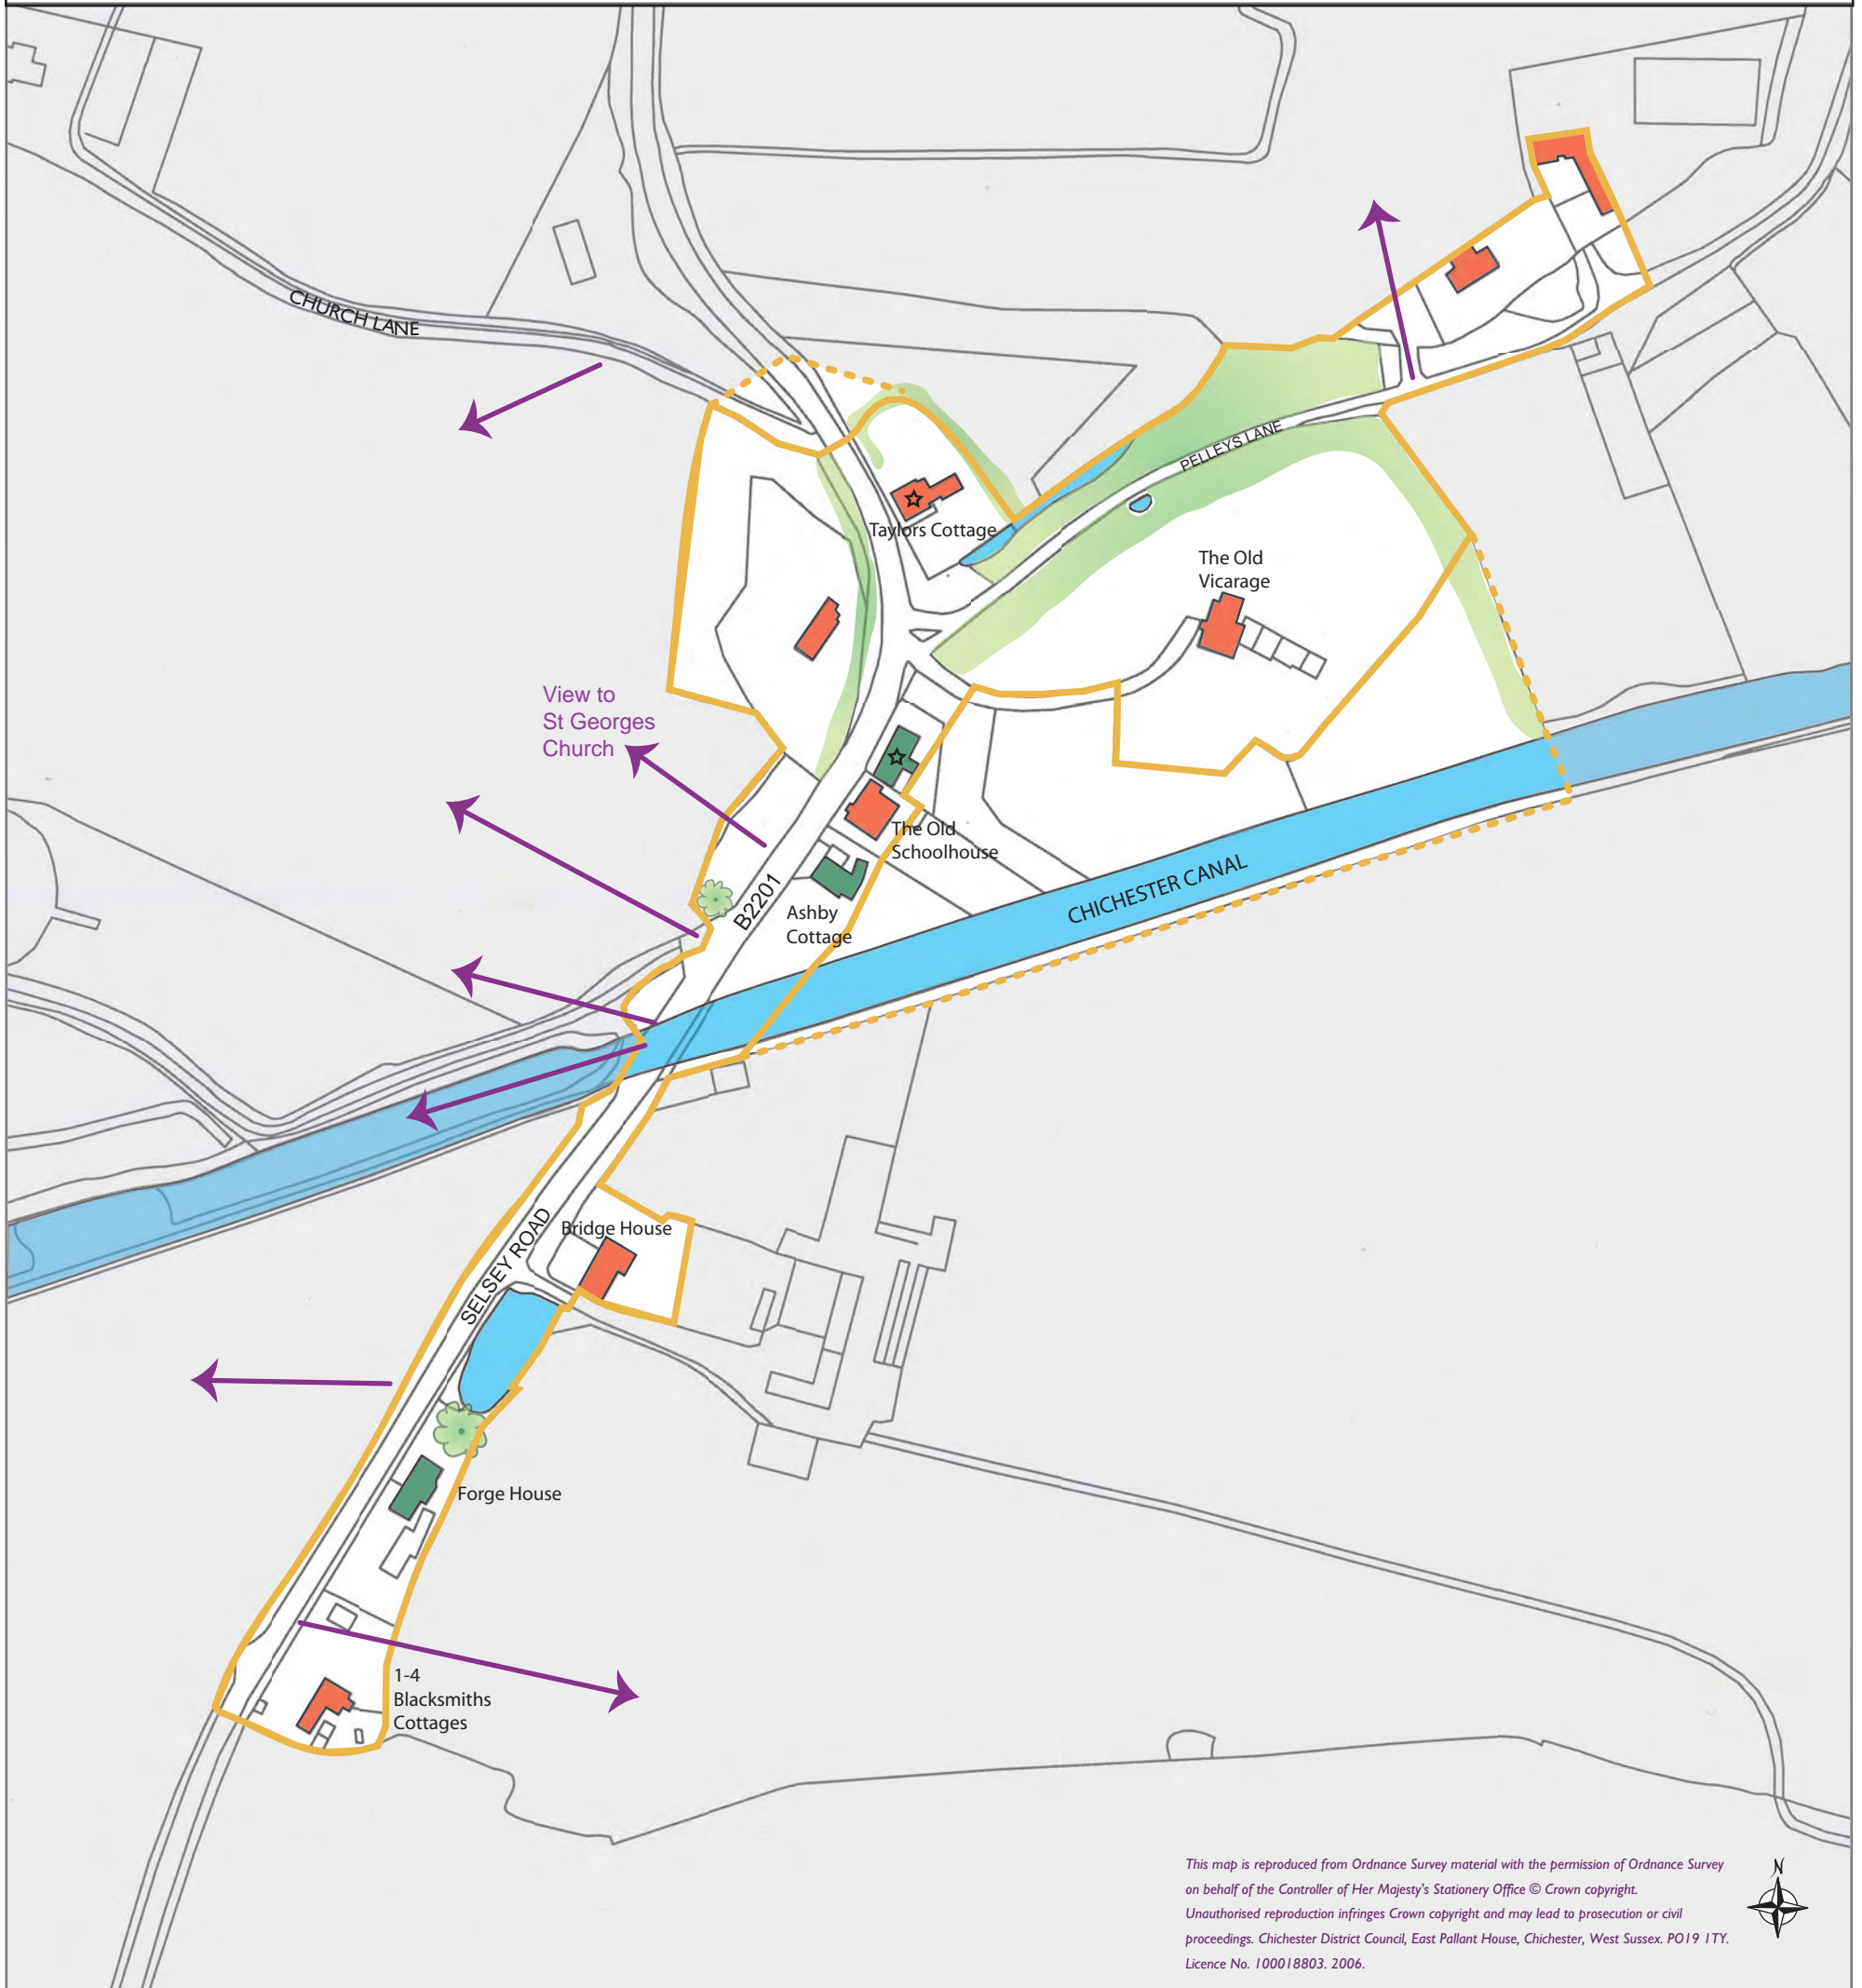 CHURCH LANE
PELLEYS LANE
Taylors Cottage
The Old
Vicarage
View to
St Georges
Church
The Old
Schoolhouse
B2201
Ashby
Cottage
CHICHESTER CANAL
Bridge House
SELSEY ROAD
Forge House
1-4
Blacksmiths
Cottages
This map is reproduced from Ordnance Survey material with the permission of Ordnance Survey
on behalf of the Controller of Her Majesty's Stationery Office © Crown copyright.
Unauthorised reproduction infringes Crown copyright and may lead to prosecution or civil
proceedings. Chichester District Council, East Pallant House, Chichester, West Sussex. PO19 1TY.
Licence No. 100018803. 2006.
N